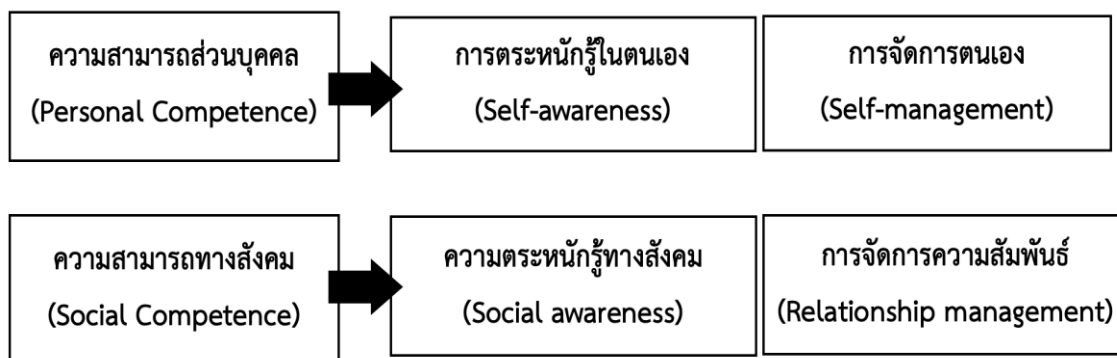 ความสามารถส่วนบุคคล
(Personal Competence)
การตระหนักรู้ในตนเอง
(Self-awareness)
การจัดการตนเอง
(Self-management)
ความสามารถทางสังคม
(Social Competence)
ความตระหนักรู้ทางสังคม
(Social awareness)
การจัดการความสัมพันธ์
(Relationship management)